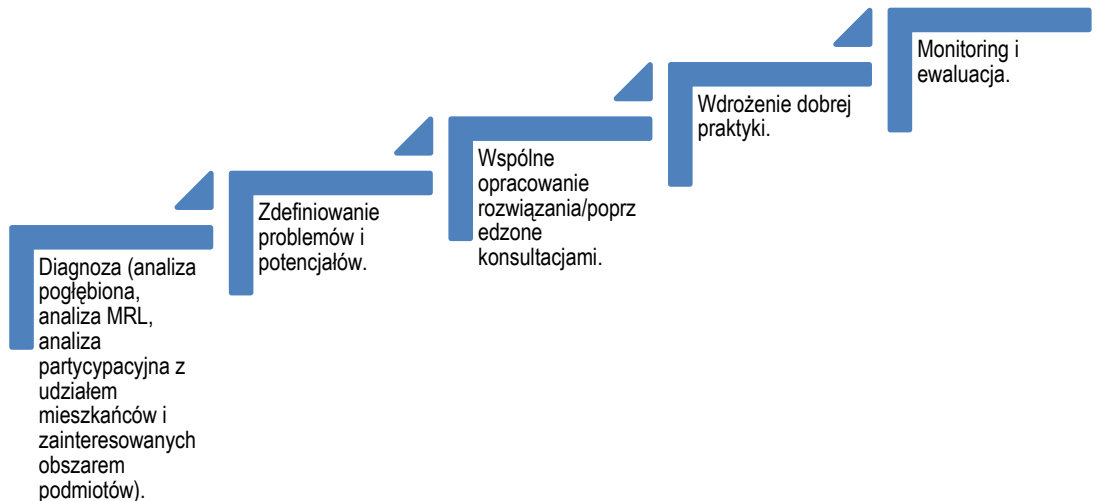 Diagnoza (analiza
pogłębiona,
analiza MRL,
analiza
partycypacyjna z
udziałem
mieszkańców i
zainteresowanych
obszarem
podmiotów).
Zdefiniowanie
problemów i
potencjałów.
Wspólne
opracowanie
rozwiązania/poprz
edzone
konsultacjami.
Wdrożenie dobrej
praktyki.
Monitoring i
ewaluacja.